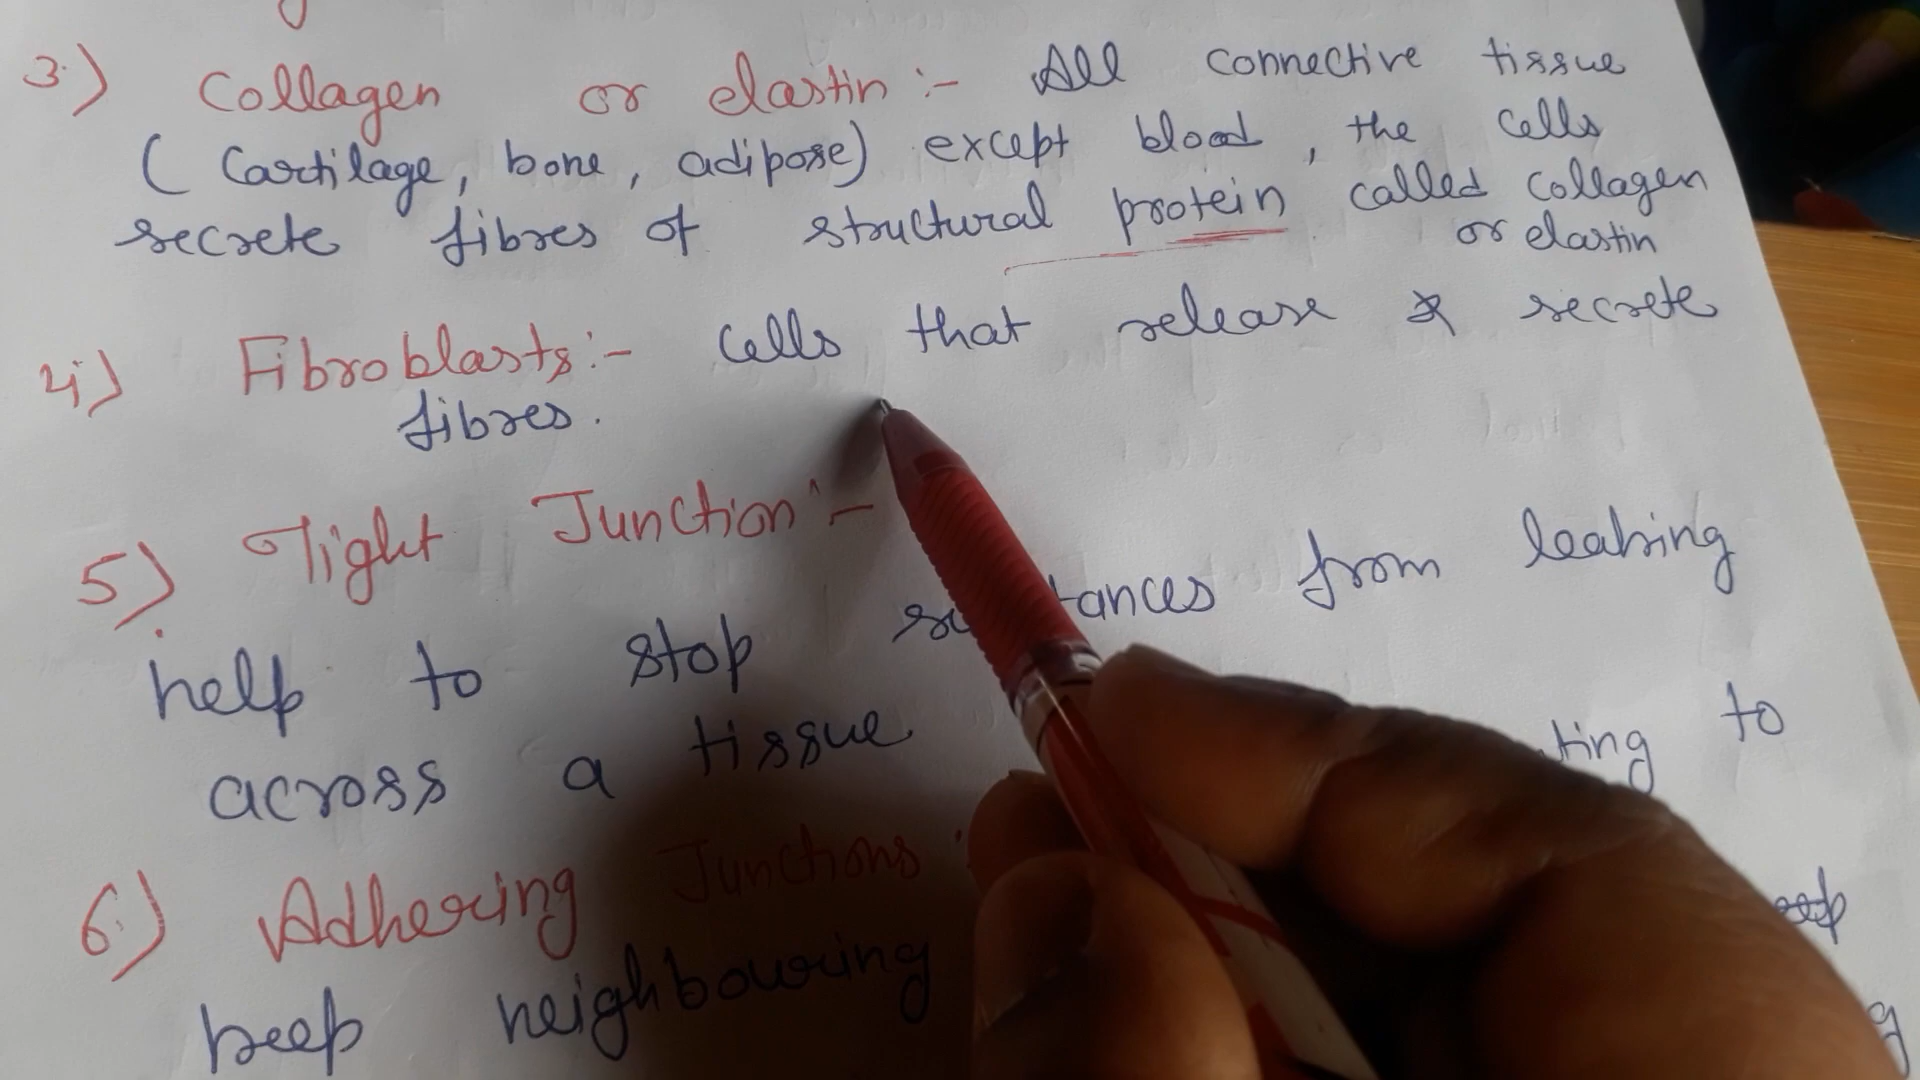 3.) Collagen or elastin :- All connective tissue
( Cartilage, bone, adipose) except blood, the cells
secrete fibres of structural protein called collagen
or elastin
4.) Fibroblasts :- Cells that release & secrete
fibres.
5) Tight Junction :-
help to stop from leaking
across a tissue to
6.) Adhering Junctions
keep neighbouring